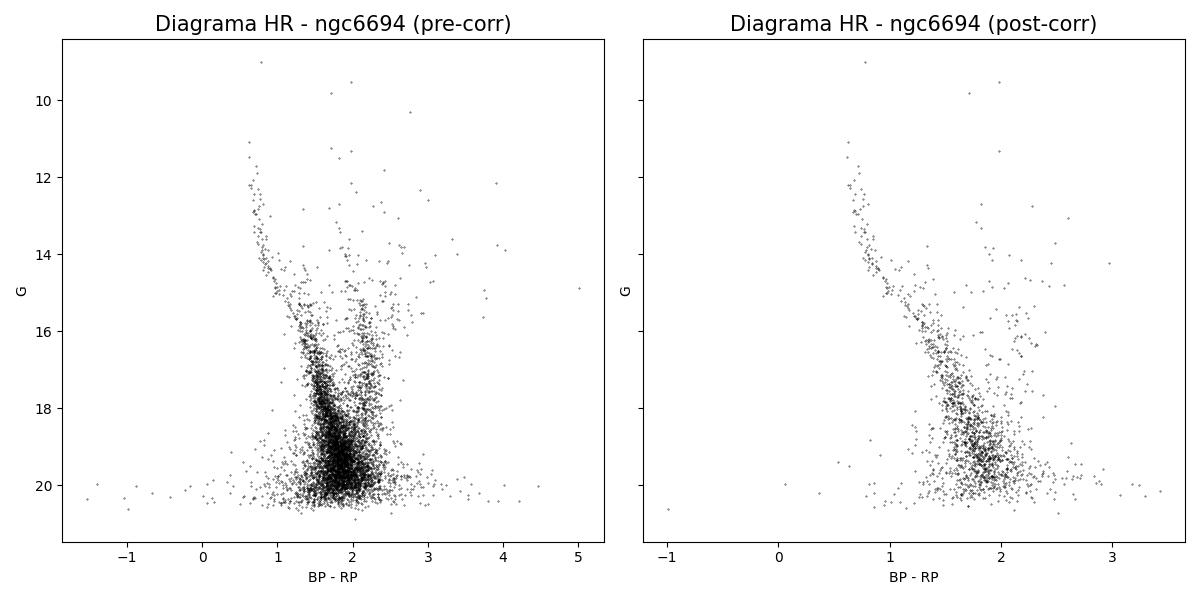 Diagrama HR - ngc6694 (pre-corr)
Diagrama HR - ngc6694 (post-corr)
10
12
14
16
18
20
G
G
−1 0 1 2 3 4 5
−1 0 1 2 3
BP - RP
BP - RP